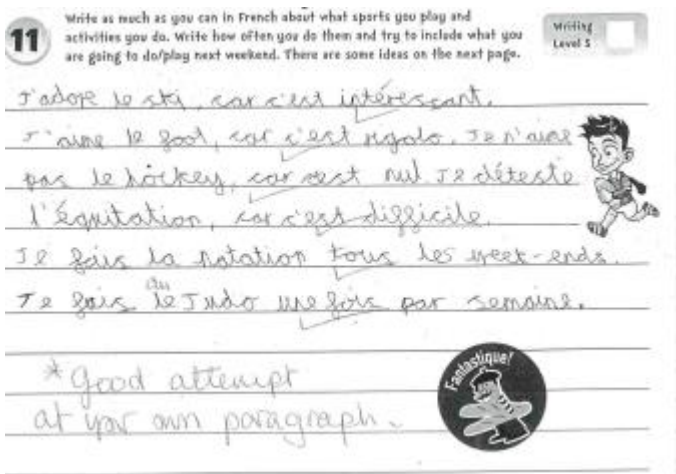 11
Write as much as you can in French about what sports you play and
activities you do. Write how often you do them and try to include what you
are going to do/play next weekend. There are some ideas on the next page.
Writing
Level 5
J'adore le ski, car c'est intéressant.
J'aime le foot, car c'est rigolo. Je n'aime
pas le hockey, car c'est nul Je déteste
l'équitation, car c'est difficile.
Je fais la natation tous les week-ends.
du
Je fais le Judo une fois par semaine.
* Good attempt
at your own paragraph.
Fantastique!